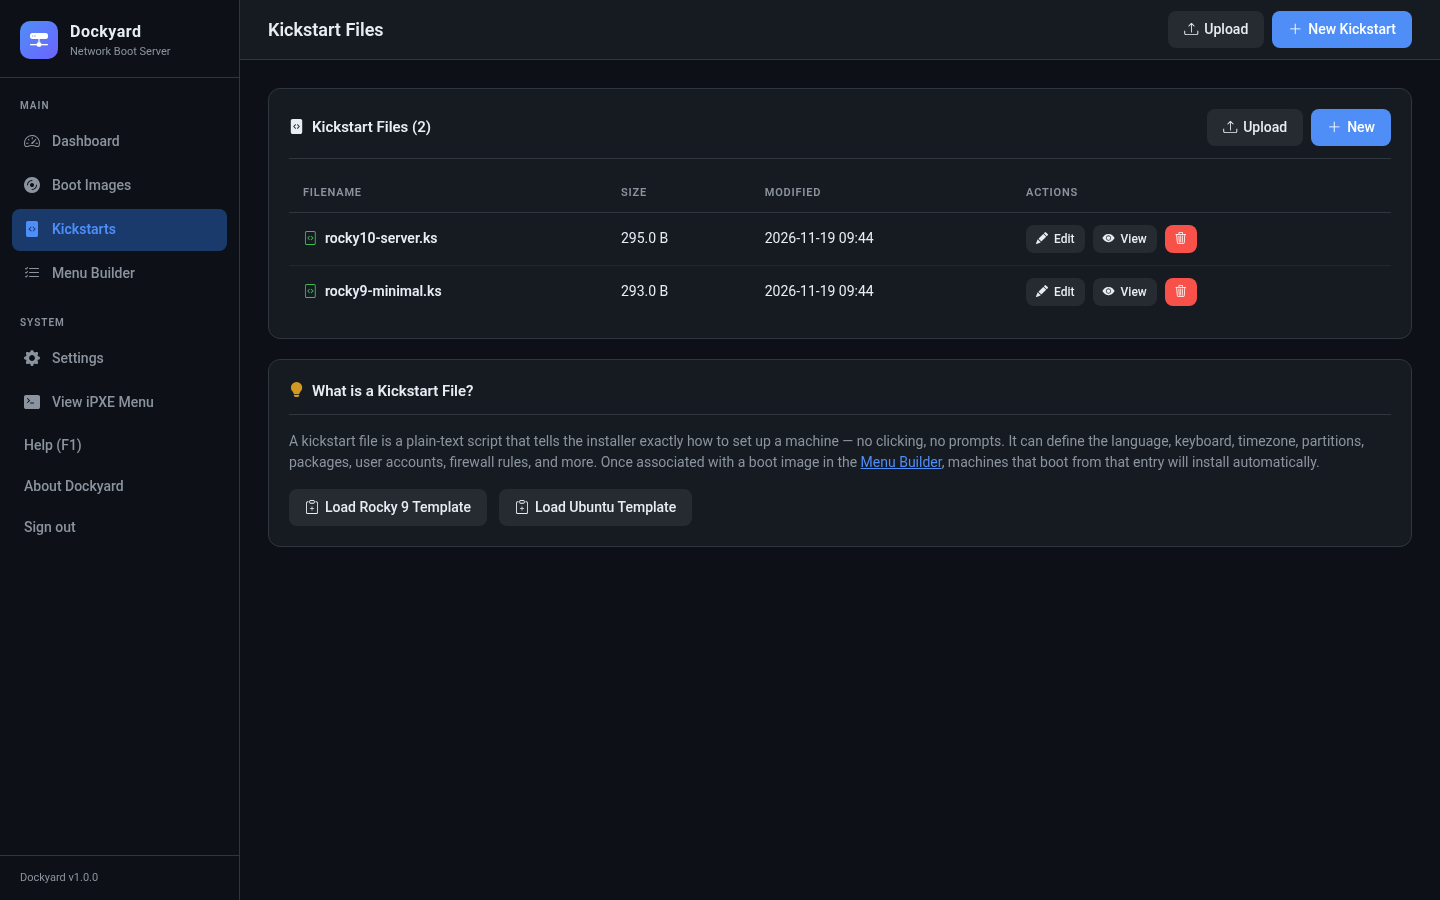 Dockyard
Network Boot Server
MAIN
Dashboard
Boot Images
Kickstarts
Menu Builder
SYSTEM
Settings
View iPXE Menu
Help (F1)
About Dockyard
Sign out
Dockyard v1.0.0
Kickstart Files
Upload
New Kickstart
Kickstart Files (2)
Upload
New
FILENAME SIZE MODIFIED ACTIONS
rocky10-server.ks 295.0 B 2026-11-19 09:44 Edit View
rocky9-minimal.ks 293.0 B 2026-11-19 09:44 Edit View
What is a Kickstart File?
A kickstart file is a plain-text script that tells the installer exactly how to set up a machine — no clicking, no prompts. It can define the language, keyboard, timezone, partitions,
packages, user accounts, firewall rules, and more. Once associated with a boot image in the Menu Builder, machines that boot from that entry will install automatically.
Load Rocky 9 Template
Load Ubuntu Template